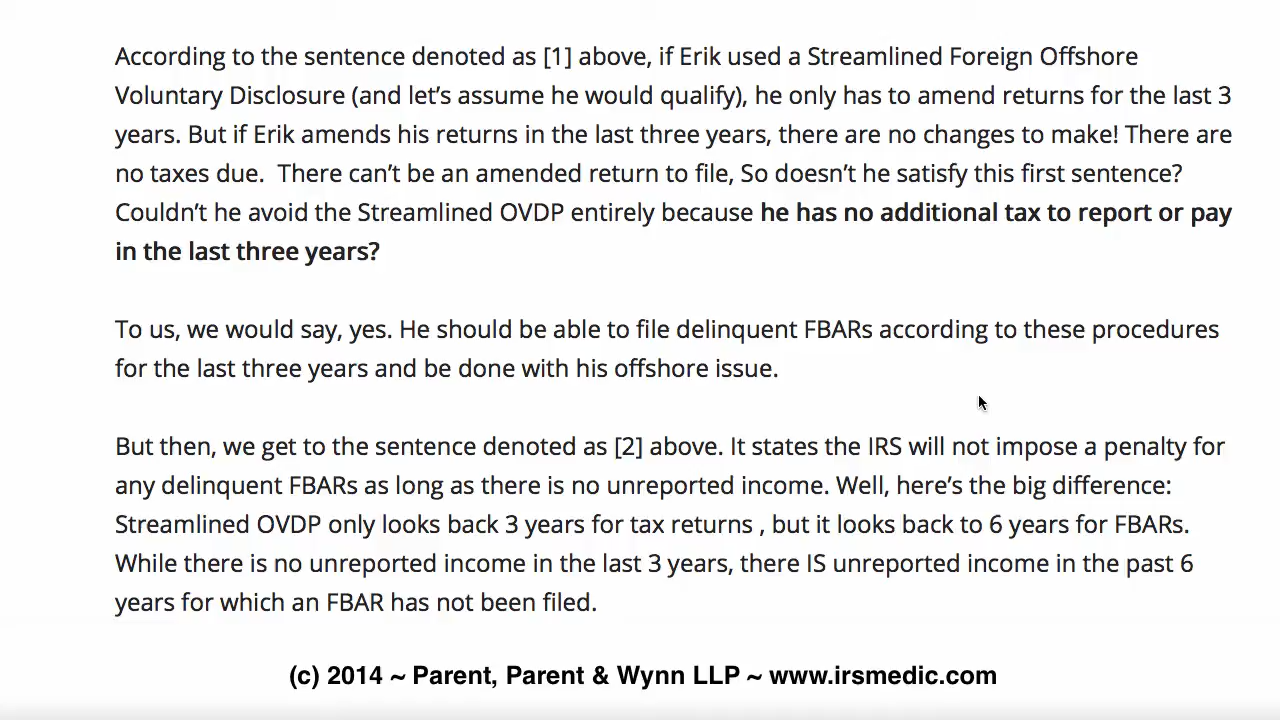 According to the sentence denoted as [1] above, if Erik used a Streamlined Foreign Offshore
Voluntary Disclosure (and let’s assume he would qualify), he only has to amend returns for the last 3
years. But if Erik amends his returns in the last three years, there are no changes to make! There are
no taxes due.  There can’t be an amended return to file, So doesn’t he satisfy this first sentence?
Couldn’t he avoid the Streamlined OVDP entirely because he has no additional tax to report or pay
in the last three years?
To us, we would say, yes. He should be able to file delinquent FBARs according to these procedures
for the last three years and be done with his offshore issue.
But then, we get to the sentence denoted as [2] above. It states the IRS will not impose a penalty for
any delinquent FBARs as long as there is no unreported income. Well, here’s the big difference:
Streamlined OVDP only looks back 3 years for tax returns , but it looks back to 6 years for FBARs.
While there is no unreported income in the last 3 years, there IS unreported income in the past 6
years for which an FBAR has not been filed.
(c) 2014 ~ Parent, Parent & Wynn LLP ~ www.irsmedic.com